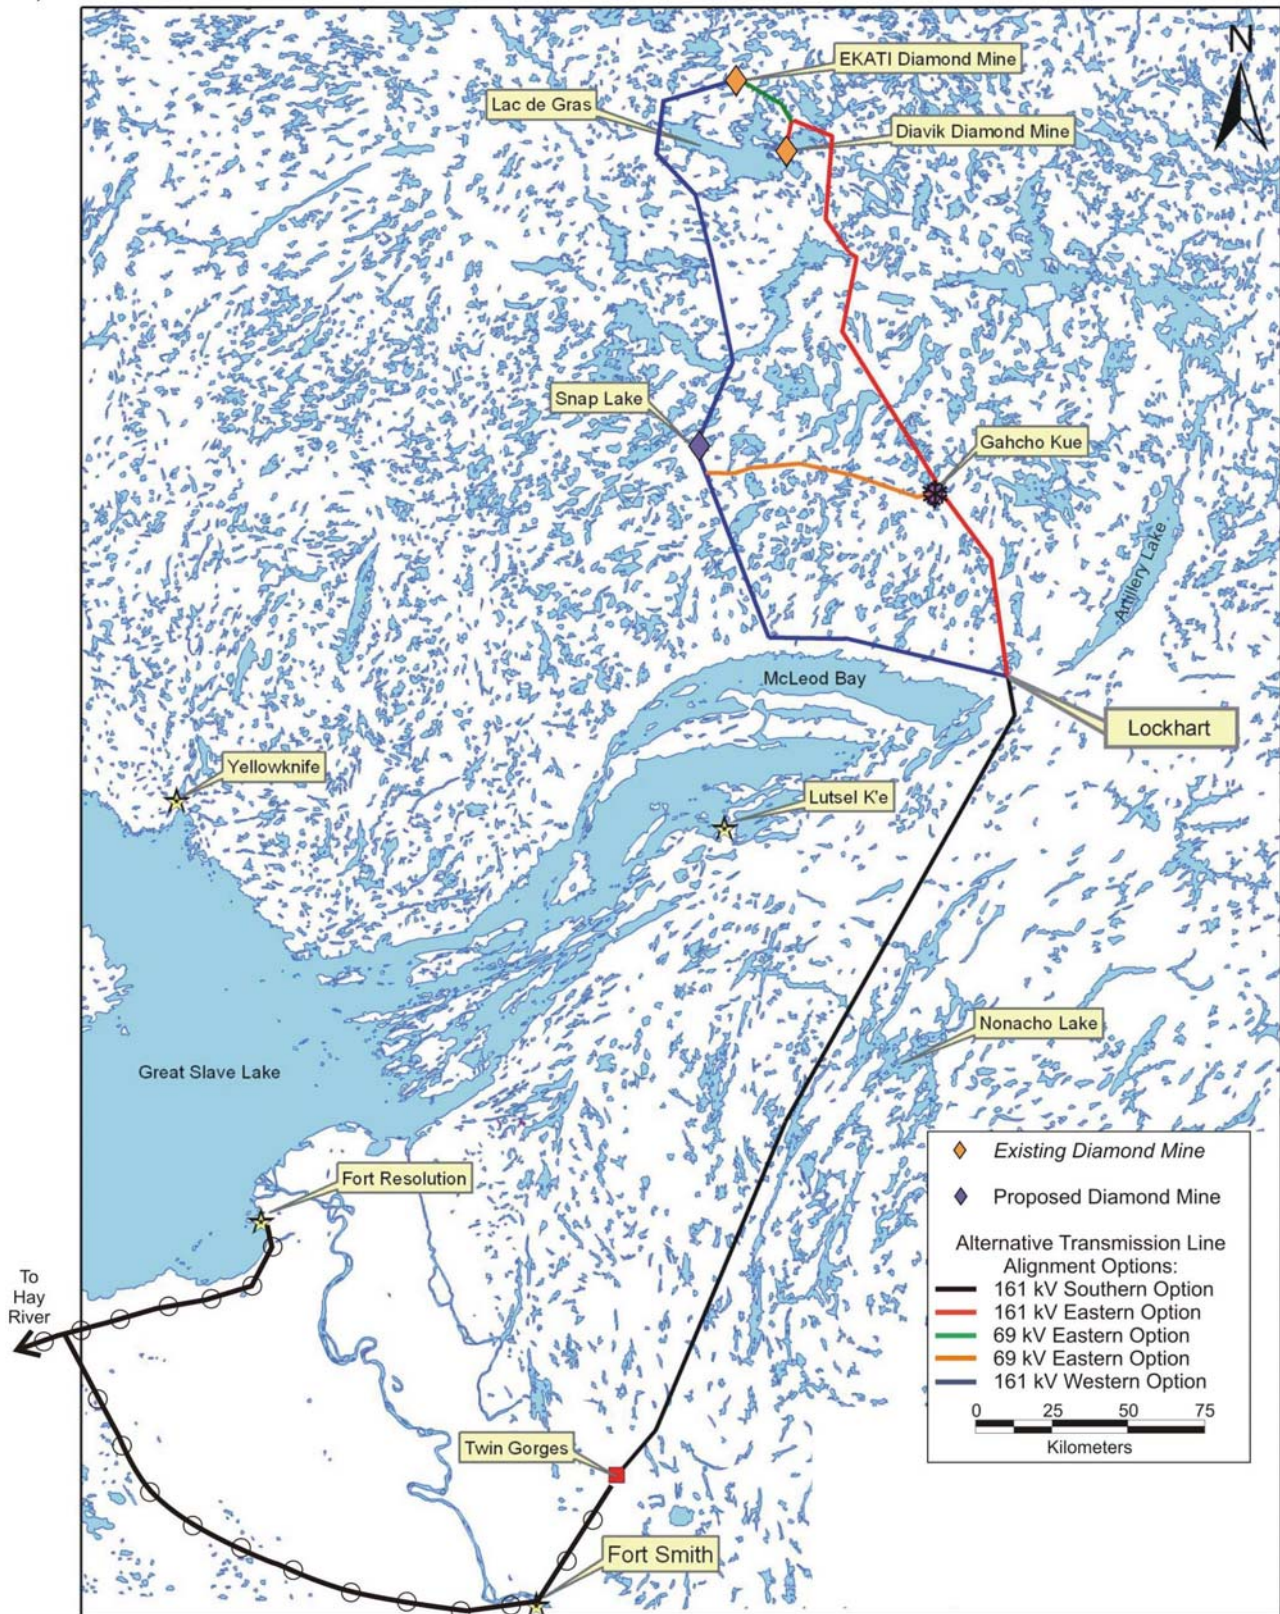 N
EKATI Diamond Mine
Lac de Gras
Diavik Diamond Mine
Snap Lake
Gahcho Kue
Artillery Lake
McLeod Bay
Lockhart
Yellowknife
Lutsel K'e
Nonacho Lake
Great Slave Lake
Fort Resolution
To
Hay
River
Twin Gorges
Fort Smith
Existing Diamond Mine
Proposed Diamond Mine
Alternative Transmission Line
Alignment Options:
161 kV Southern Option
161 kV Eastern Option
69 kV Eastern Option
69 kV Eastern Option
161 kV Western Option
0 25 50 75
Kilometers